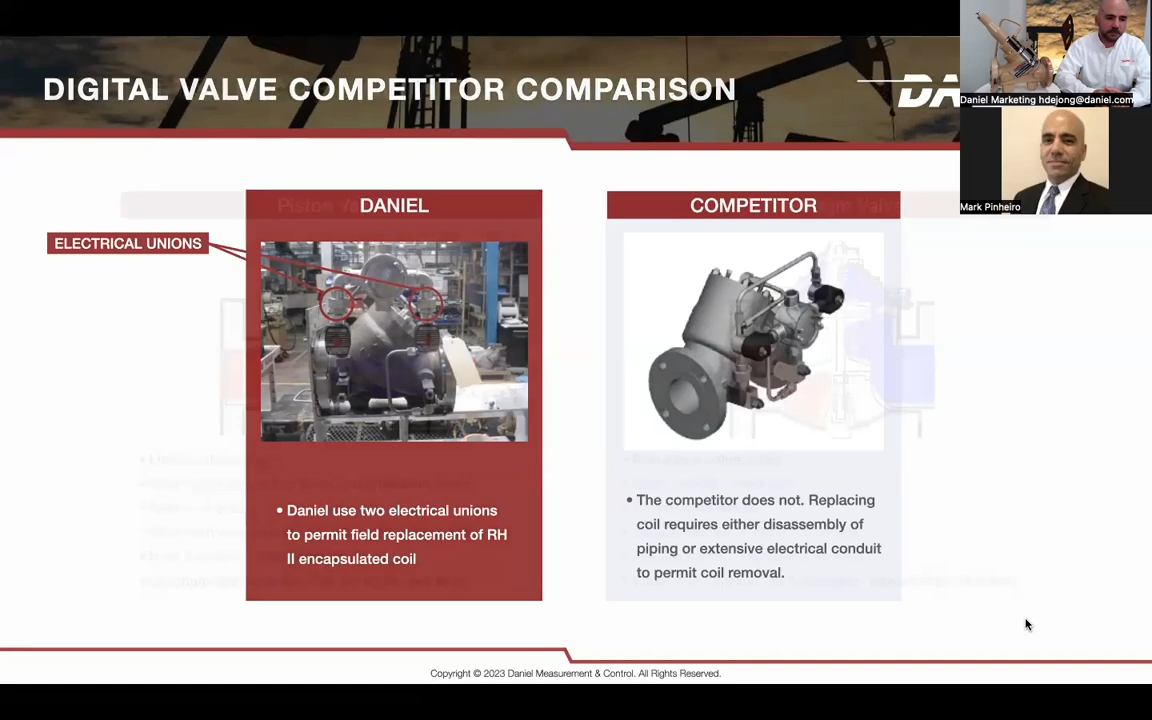 DIGITAL VALVE COMPETITOR COMPARISON
DA
Daniel Marketing hdejong@daniel.com
Mark Pinheiro
DANIEL
COMPETITOR
ELECTRICAL UNIONS
• Daniel use two electrical unions
to permit field replacement of RH
II encapsulated coil
• The competitor does not. Replacing
coil requires either disassembly of
piping or extensive electrical conduit
to permit coil removal.
Copyright © 2023 Daniel Measurement & Control. All Rights Reserved.